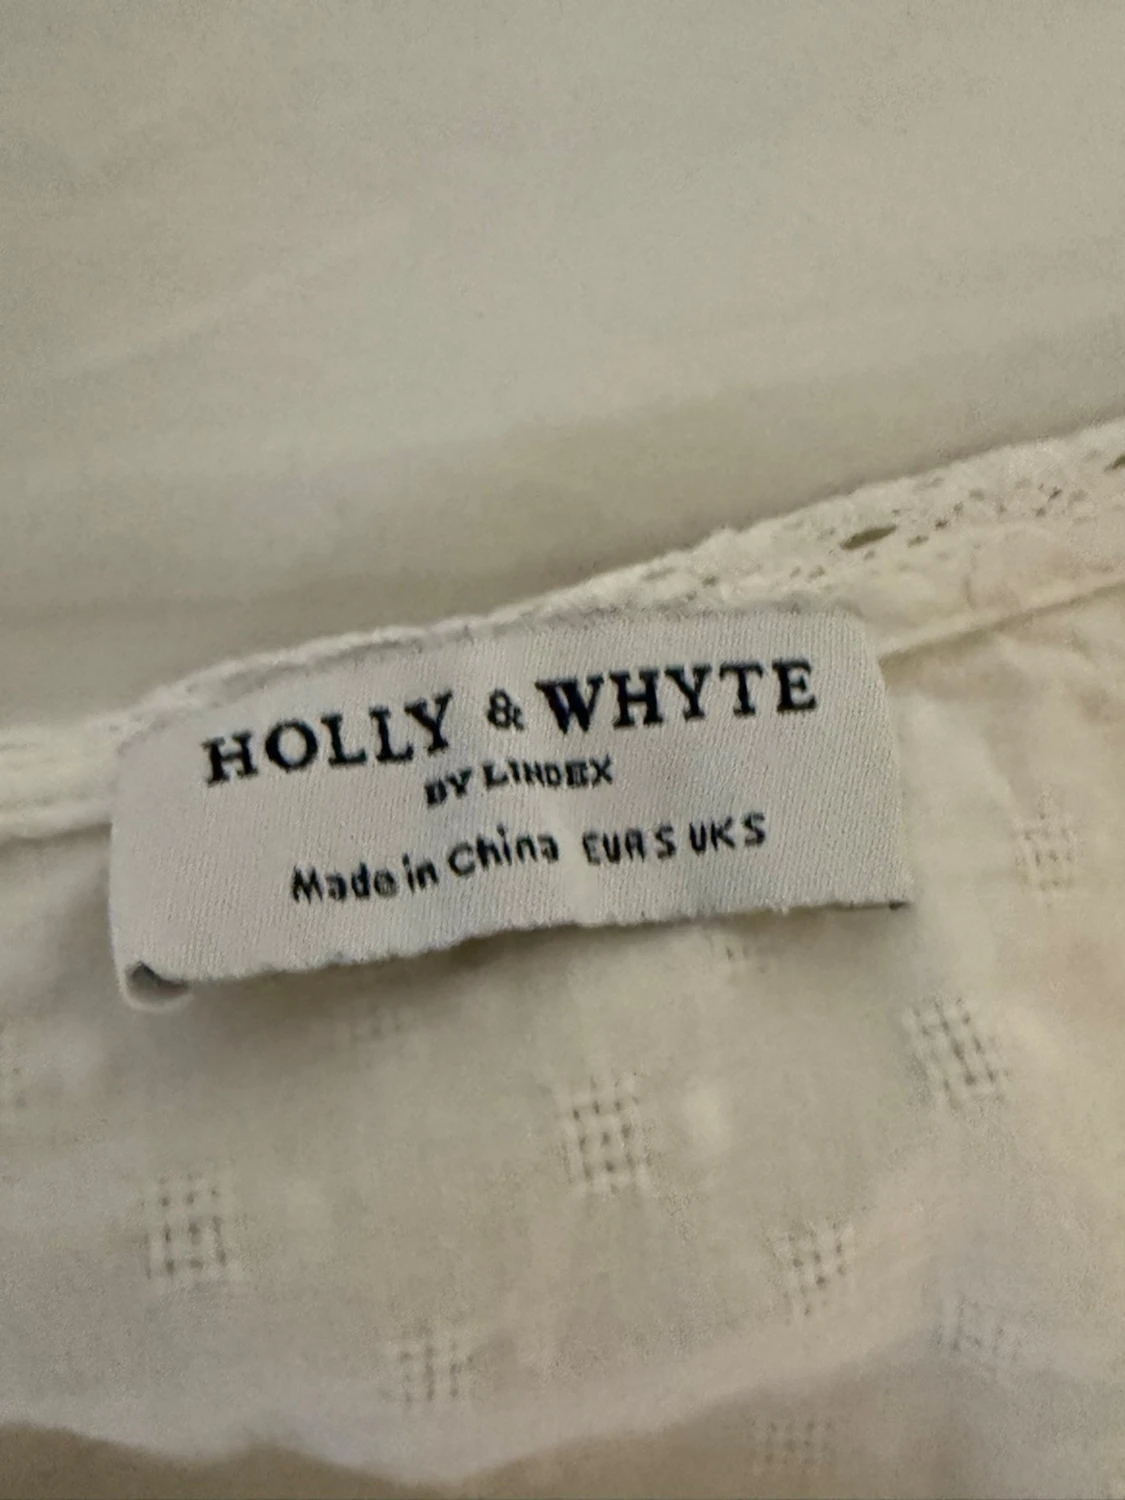 HOLLY & WHYTE
BY LINDEX
Made in China EUR S UK S